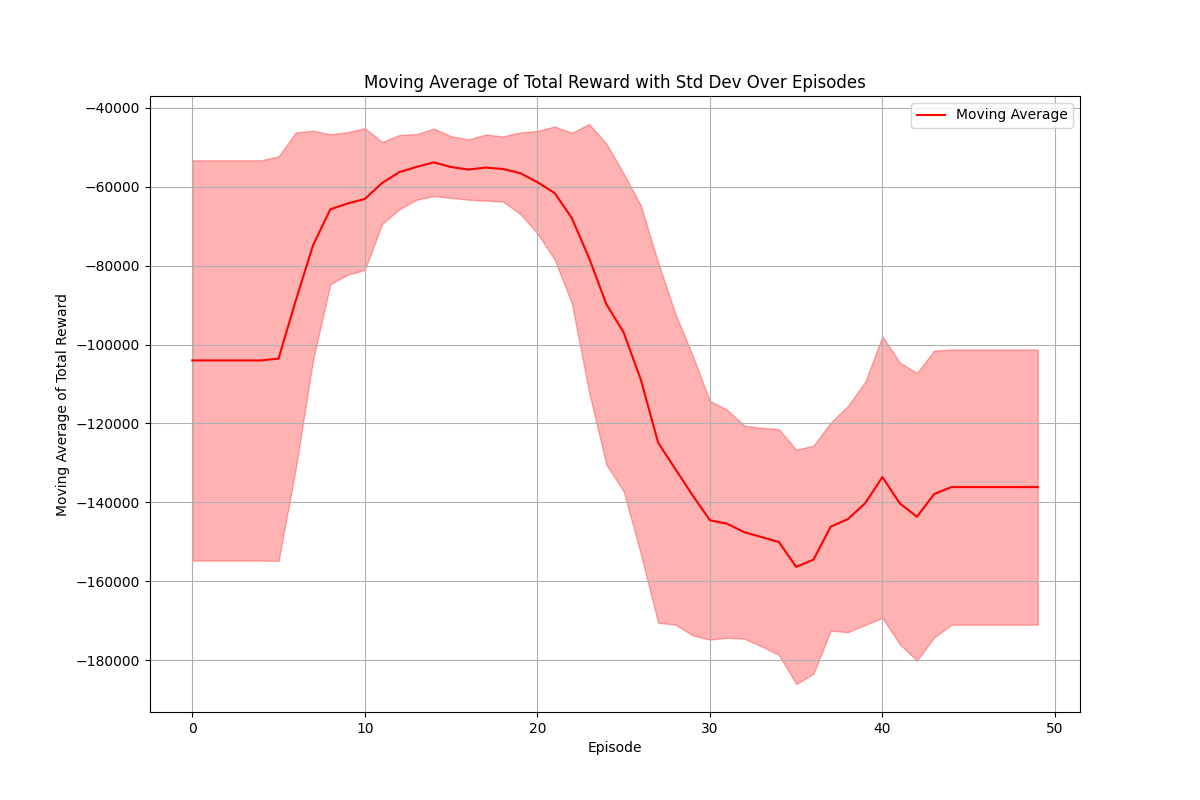 Moving Average of Total Reward with Std Dev Over Episodes
Moving Average
Moving Average of Total Reward
−40000
−60000
−80000
−100000
−120000
−140000
−160000
−180000
0 10 20 30 40 50
Episode